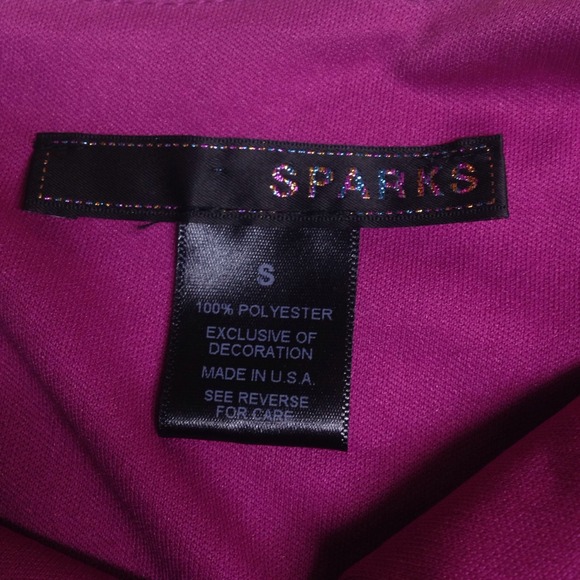 SPARKS
S
100% POLYESTER
EXCLUSIVE OF
DECORATION
MADE IN U.S.A.
SEE REVERSE
FOR CARE